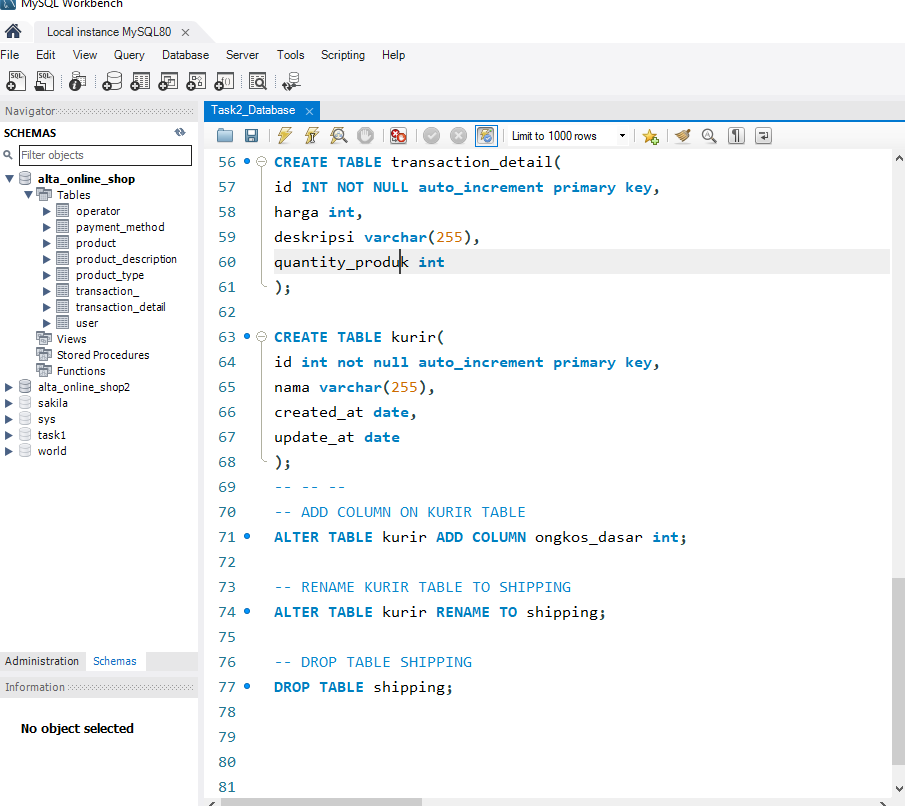 MySQL Workbench
Local instance MySQL80 ×
File Edit View Query Database Server Tools Scripting Help
Navigator
SCHEMAS
Filter objects
alta_online_shop
Tables
operator
payment_method
product
product_description
product_type
transaction_
transaction_detail
user
Views
Stored Procedures
Functions
alta_online_shop2
sakila
sys
task1
world
Administration Schemas
Information
No object selected
Task2_Database ×
Limit to 1000 rows
56 CREATE TABLE transaction_detail(
57 id INT NOT NULL auto_increment primary key,
58 harga int,
59 deskripsi varchar(255),
60 quantity_produk int
61 );
62
63 CREATE TABLE kurir(
64 id int not null auto_increment primary key,
65 nama varchar(255),
66 created_at date,
67 update_at date
68 );
69 -- -- --
70 -- ADD COLUMN ON KURIR TABLE
71 ALTER TABLE kurir ADD COLUMN ongkos_dasar int;
72
73 -- RENAME KURIR TABLE TO SHIPPING
74 ALTER TABLE kurir RENAME TO shipping;
75
76 -- DROP TABLE SHIPPING
77 DROP TABLE shipping;
78
79
80
81